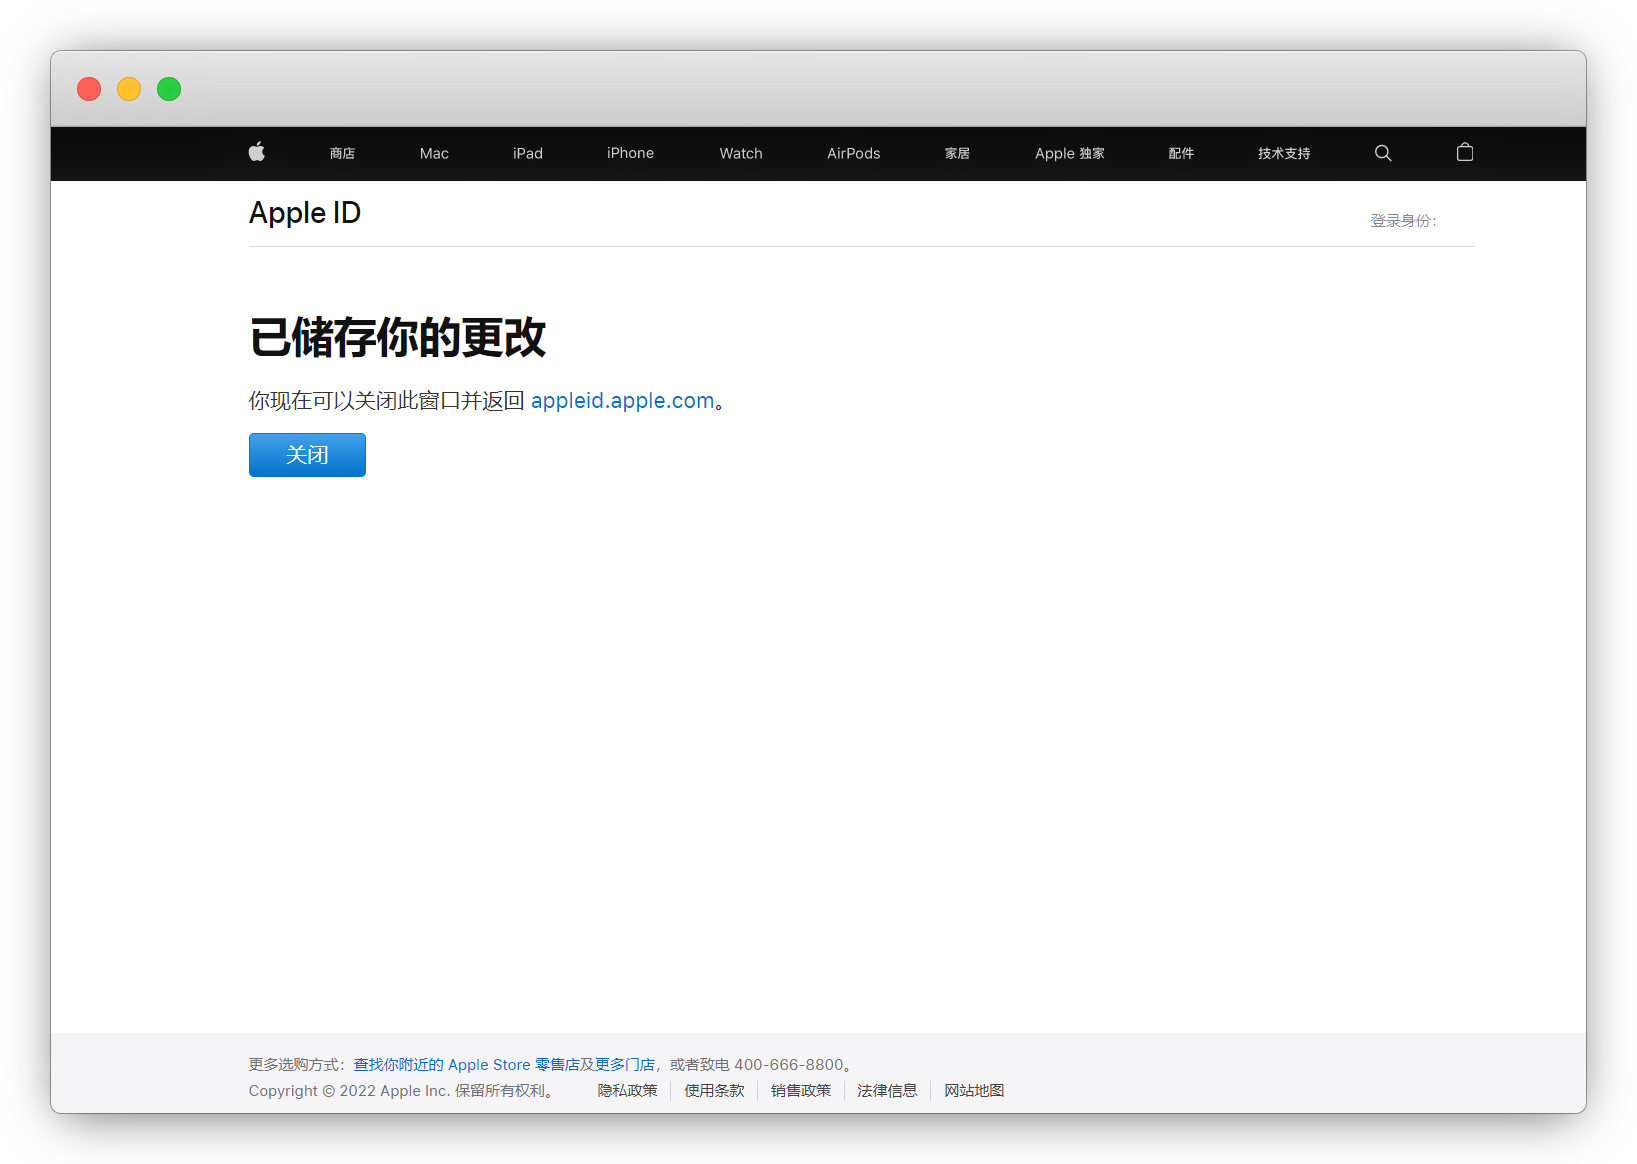 商店 Mac iPad iPhone Watch AirPods 家居 Apple 独家 配件 技术支持
Apple ID
登录身份：
已储存你的更改
你现在可以关闭此窗口并返回 appleid.apple.com。
关闭
更多选购方式：查找你附近的 Apple Store 零售店及更多门店，或者致电 400-666-8800。
Copyright © 2022 Apple Inc. 保留所有权利。 隐私政策 使用条款 销售政策 法律信息 网站地图